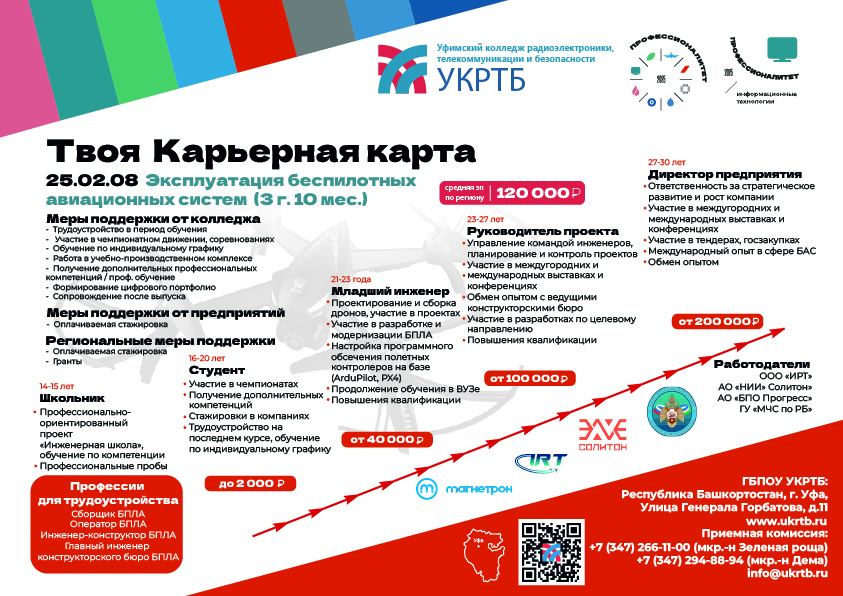 Уфимский колледж радиоэлектроники,
телекоммуникации и безопасности
УКРТБ
ПРОФЕССИОНАЛИТЕТ
ПРОФЕССИОНАЛИТЕТ
информационные
технологии
Твоя Карьерная карта
25.02.08 Эксплуатация беспилотных
авиационных систем (3 г. 10 мес.)
средняя зп
по региону
120 000 ₽
Меры поддержки от колледжа
- Трудоустройство в период обучения
- Участие в чемпионатном движении, соревнованиях
- Обучение по индивидуальному графику
- Работа в учебно-производственном комплексе
- Получение дополнительных профессиональных
компетенций / проф. обучение
- Формирование цифрового портфолио
- Сопровождение после выпуска
Меры поддержки от предприятий
- Оплачиваемая стажировка
Региональные меры поддержки
- Оплачиваемая стажировка
- Гранты
14-15 лет
Школьник
• Профессионально-
ориентированный
проект
«Инженерная школа»,
обучение по компетенции
• Профессиональные пробы
16-20 лет
Студент
• Участие в чемпионатах
• Получение дополнительных
компетенций
• Стажировки в компаниях
• Трудоустройство на
последнем курсе, обучение
по индивидуальному графику
до 2 000 ₽
21-23 года
Младший инженер
• Проектирование и сборка
дронов, участие в проектах
• Участие в разработке и
модернизации БПЛА
• Настройка программного
обсечения полетных
контролеров на базе
(ArduPilot, PX4)
• Продолжение обучения в ВУЗе
• Повышения квалификации
от 40 000 ₽
23-27 лет
Руководитель проекта
• Управление командой инженеров,
планирование и контроль проектов
• Участие в междугородних и
• международных выставках и
конференциях
• Обмен опытом с ведущими
конструкторскими бюро
• Участие в разработках по целевому
направлению
• Повышения квалификации
от 100 000 ₽
27-30 лет
Директор предприятия
• Ответственность за стратегическое
развитие и рост компании
• Участие в междугородних и
международных выставках и
конференциях
• Участие в тендерах, госзакупках
• Международный опыт в сфере БАС
• Обмен опытом
от 200 000 ₽
Работодатели
ООО «ИРТ»
АО «НИИ» Солитон»
АО «БПО Прогресс»
ГУ «МЧС по РБ»
СОЛИТОН
IRT
магнетрон
Профессии
для трудоустройства
Сборщик БПЛА
Оператор БПЛА
Инженер-конструктор БПЛА
Главный инженер
конструкторского бюро БПЛА
Уфа
ГБПОУ УКРТБ:
Республика Башкортостан, г. Уфа,
Улица Генерала Горбатова, д.11
www.ukrtb.ru
Приемная комиссия:
+7 (347) 266-11-00 (мкр.-н Зеленая роща)
+7 (347) 294-88-94 (мкр.-н Дема)
info@ukrtb.ru